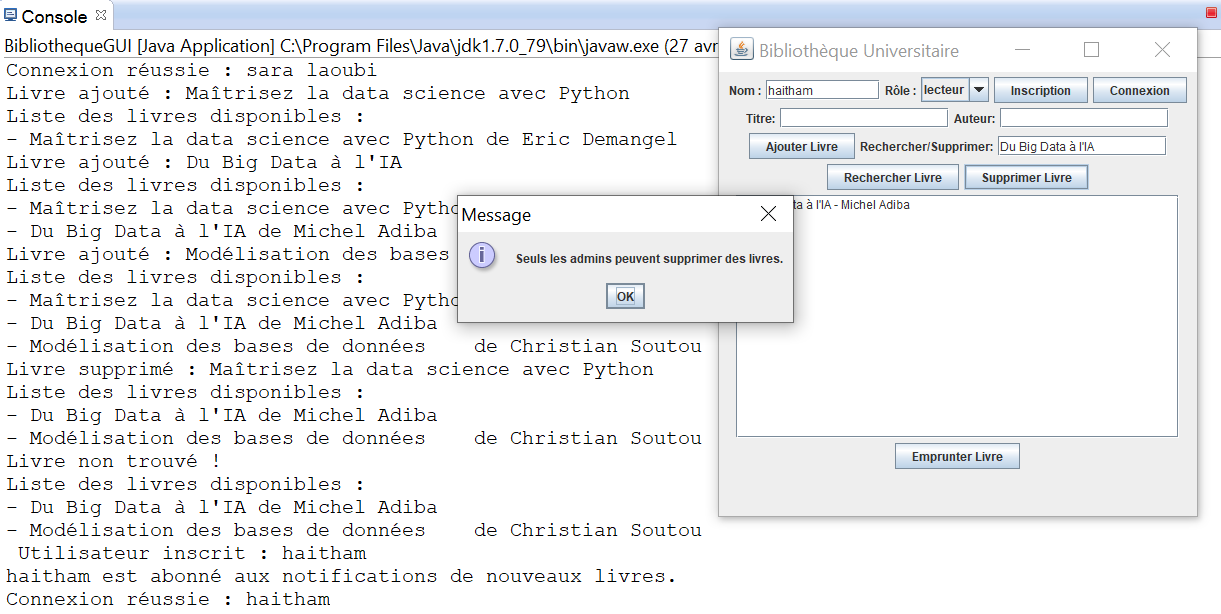 Console
BibliothequeGUI [Java Application] C:\Program Files\Java\jdk1.7.0_79\bin\javaw.exe (27 avr
Connexion réussie : sara laoubi
Livre ajouté : Maîtrisez la data science avec Python
Liste des livres disponibles :
- Maîtrisez la data science avec Python de Eric Demangel
Livre ajouté : Du Big Data à l'IA
Liste des livres disponibles :
- Maîtrisez la data science avec Pytho
- Du Big Data à l'IA de Michel Adiba
Livre ajouté : Modélisation des bases
Liste des livres disponibles :
- Maîtrisez la data science avec Pytho
- Du Big Data à l'IA de Michel Adiba
- Modélisation des bases de données    de Christian Soutou
Livre supprimé : Maîtrisez la data science avec Python
Liste des livres disponibles :
- Du Big Data à l'IA de Michel Adiba
- Modélisation des bases de données    de Christian Soutou
Livre non trouvé !
Liste des livres disponibles :
- Du Big Data à l'IA de Michel Adiba
- Modélisation des bases de données    de Christian Soutou
Utilisateur inscrit : haitham
haitham est abonné aux notifications de nouveaux livres.
Connexion réussie : haitham
Bibliothèque Universitaire
Nom : haitham Rôle : lecteur Inscription Connexion
Titre: Auteur:
Ajouter Livre Rechercher/Supprimer: Du Big Data à l'IA
Rechercher Livre Supprimer Livre
ta à l'IA - Michel Adiba
Emprunter Livre
Message
Seuls les admins peuvent supprimer des livres.
OK